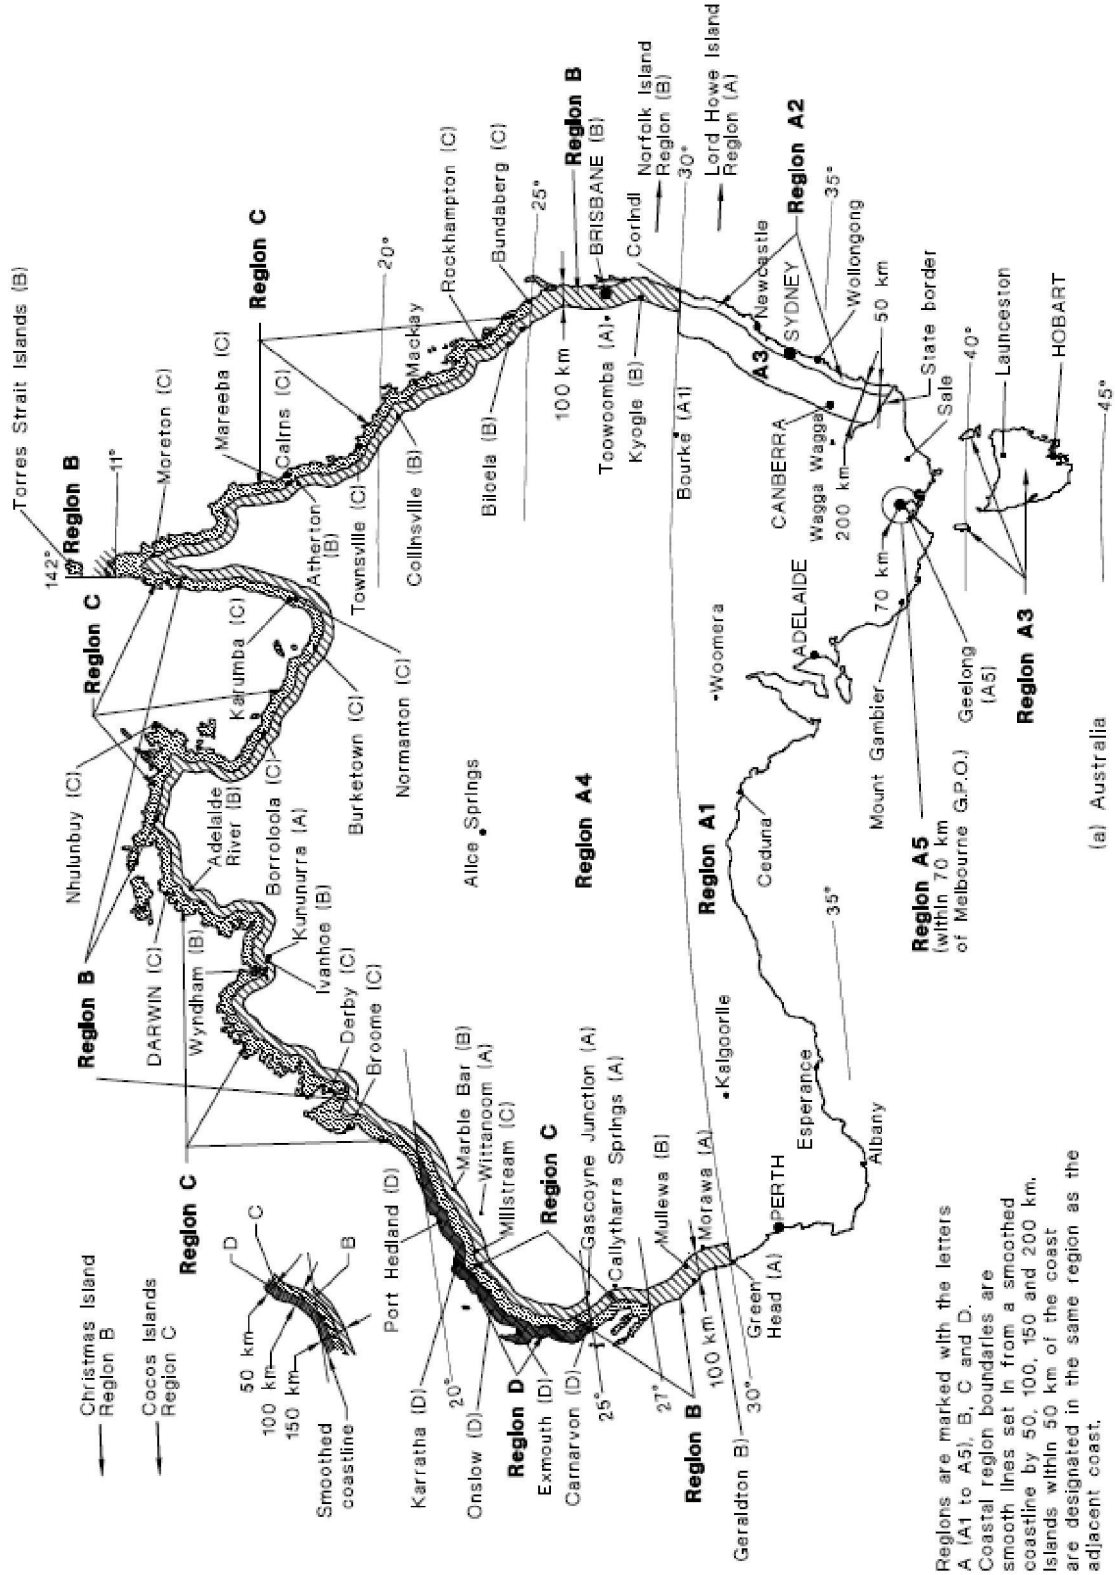 Torres Strait Islands (B)
142°
Region B
11°
Moreton (C)
Mareeba (C)
Cairns (C)
Region C
Region C
Nhulunbuy (C)
Karumba (C)
Atherton
(B)
Townsville (C)
20°
Mackay
Rockhampton (C)
Bundaberg (C)
Collinsville (B)
Biloela (B)
25°
100 km
Region B
BRISBANE (B)
Toowoomba (A)
Kyogle (B)
Corindi
Norfolk Island
Region (B)
30°
Lord Howe Island
Region (A)
Bourke (A1)
Newcastle
A3
SYDNEY
Region A2
35°
Wollongong
CANBERRA
Wagga Wagga
200 km
50 km
State border
Sale
40°
Launceston
HOBART
45°
Region B
DARWIN (C)
Wyndham (B)
Adelaide
River (B)
Borroloola (C)
Kununurra (A)
Ivanhoe (B)
Derby (C)
Broome (C)
Burketown (C)
Normanton (C)
Alice Springs
Region A4
Region A1
Woomera
ADELAIDE
70 km
Ceduna
Mount Gambier
Geelong
(A5)
Region A3
Region A5
(within 70 km
of Melbourne G.P.O.)
35°
Christmas Island
Region B
Cocos Islands
Region C
Region C
D
C
B
50 km
100 km
150 km
Smoothed
coastline
Port Hedland (D)
Marble Bar (B)
Wittanoom (A)
Millstream (C)
Region C
Gascoyne Junction (A)
Callytharra Springs (A)
Mullewa (B)
Morawa (A)
Kalgoorlie
Karratha (D)
20°
Onslow (D)
Region D
Exmouth (D)
Carnarvon (D)
25°
27°
Region B
100 km
30°
Geraldton B)
Green
Head (A)
PERTH
Esperance
Albany
Regions are marked with the letters
A (A1 to A5), B, C and D.
Coastal region boundaries are
smooth lines set in from a smoothed
coastline by 50, 100, 150 and 200 km.
Islands within 50 km of the coast
are designated in the same region as the
adjacent coast.
(a) Australia